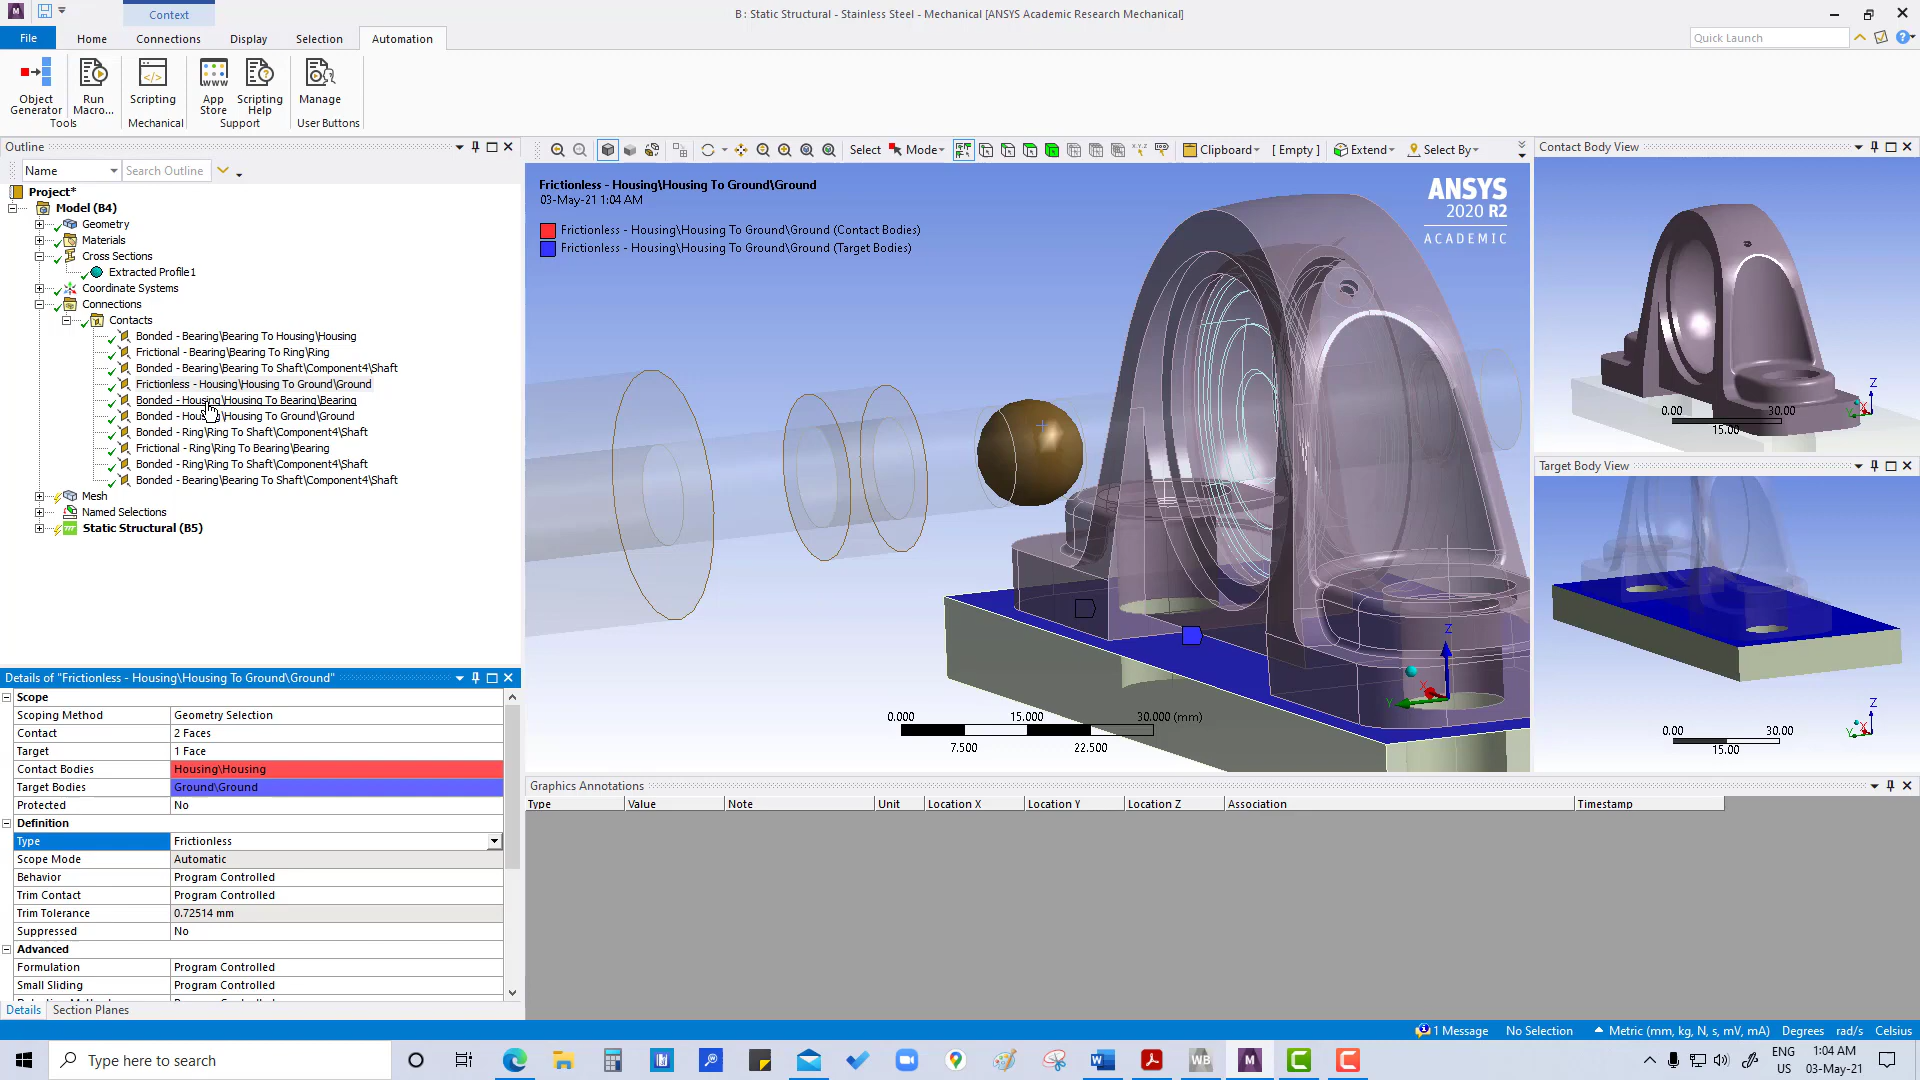 Context
B : Static Structural - Stainless Steel - Mechanical [ANSYS Academic Research Mechanical]
File
Home
Connections
Display
Selection
Automation
Quick Launch
Object Generator
Run Macro...
Scripting
App Store
Scripting Help
Manage
Tools
Mechanical
Support
User Buttons
Outline
Name
Search Outline
Project*
Model (B4)
Geometry
Materials
Cross Sections
Extracted Profile1
Coordinate Systems
Connections
Contacts
Bonded - Bearing\Bearing To Housing\Housing
Frictional - Bearing\Bearing To Ring\Ring
Bonded - Bearing\Bearing To Shaft\Component4\Shaft
Frictionless - Housing\Housing To Ground\Ground
Bonded - Housing\Housing To Bearing\Bearing
Bonded - Housing\Housing To Ground\Ground
Bonded - Ring\Ring To Shaft\Component4\Shaft
Frictional - Ring\Ring To Bearing\Bearing
Bonded - Ring\Ring To Shaft\Component4\Shaft
Bonded - Bearing\Bearing To Shaft\Component4\Shaft
Mesh
Named Selections
Static Structural (B5)
Details of "Frictionless - Housing\Housing To Ground\Ground"
Scope
Scoping Method Geometry Selection
Contact 2 Faces
Target 1 Face
Contact Bodies Housing\Housing
Target Bodies Ground\Ground
Protected No
Definition
Type Frictionless
Scope Mode Automatic
Behavior Program Controlled
Trim Contact Program Controlled
Trim Tolerance 0.72514 mm
Suppressed No
Advanced
Formulation Program Controlled
Small Sliding Program Controlled
Details
Section Planes
Select
Mode
Clipboard
[ Empty ]
Extend
Select By
Frictionless - Housing\Housing To Ground\Ground
03-May-21 1:04 AM
Frictionless - Housing\Housing To Ground\Ground (Contact Bodies)
Frictionless - Housing\Housing To Ground\Ground (Target Bodies)
ANSYS
2020 R2
ACADEMIC
Z
X
Y
0.000 15.000 30.000 (mm)
7.500 22.500
Contact Body View
Z
0.00 30.00
15.00
Target Body View
Z
0.00 30.00
15.00
Graphics Annotations
Type Value Note Unit Location X Location Y Location Z Association Timestamp
1 Message
No Selection
Metric (mm, kg, N, s, mV, mA)
Degrees
rad/s
Celsius
Type here to search
WB
M
ENG
US
1:04 AM
03-May-21